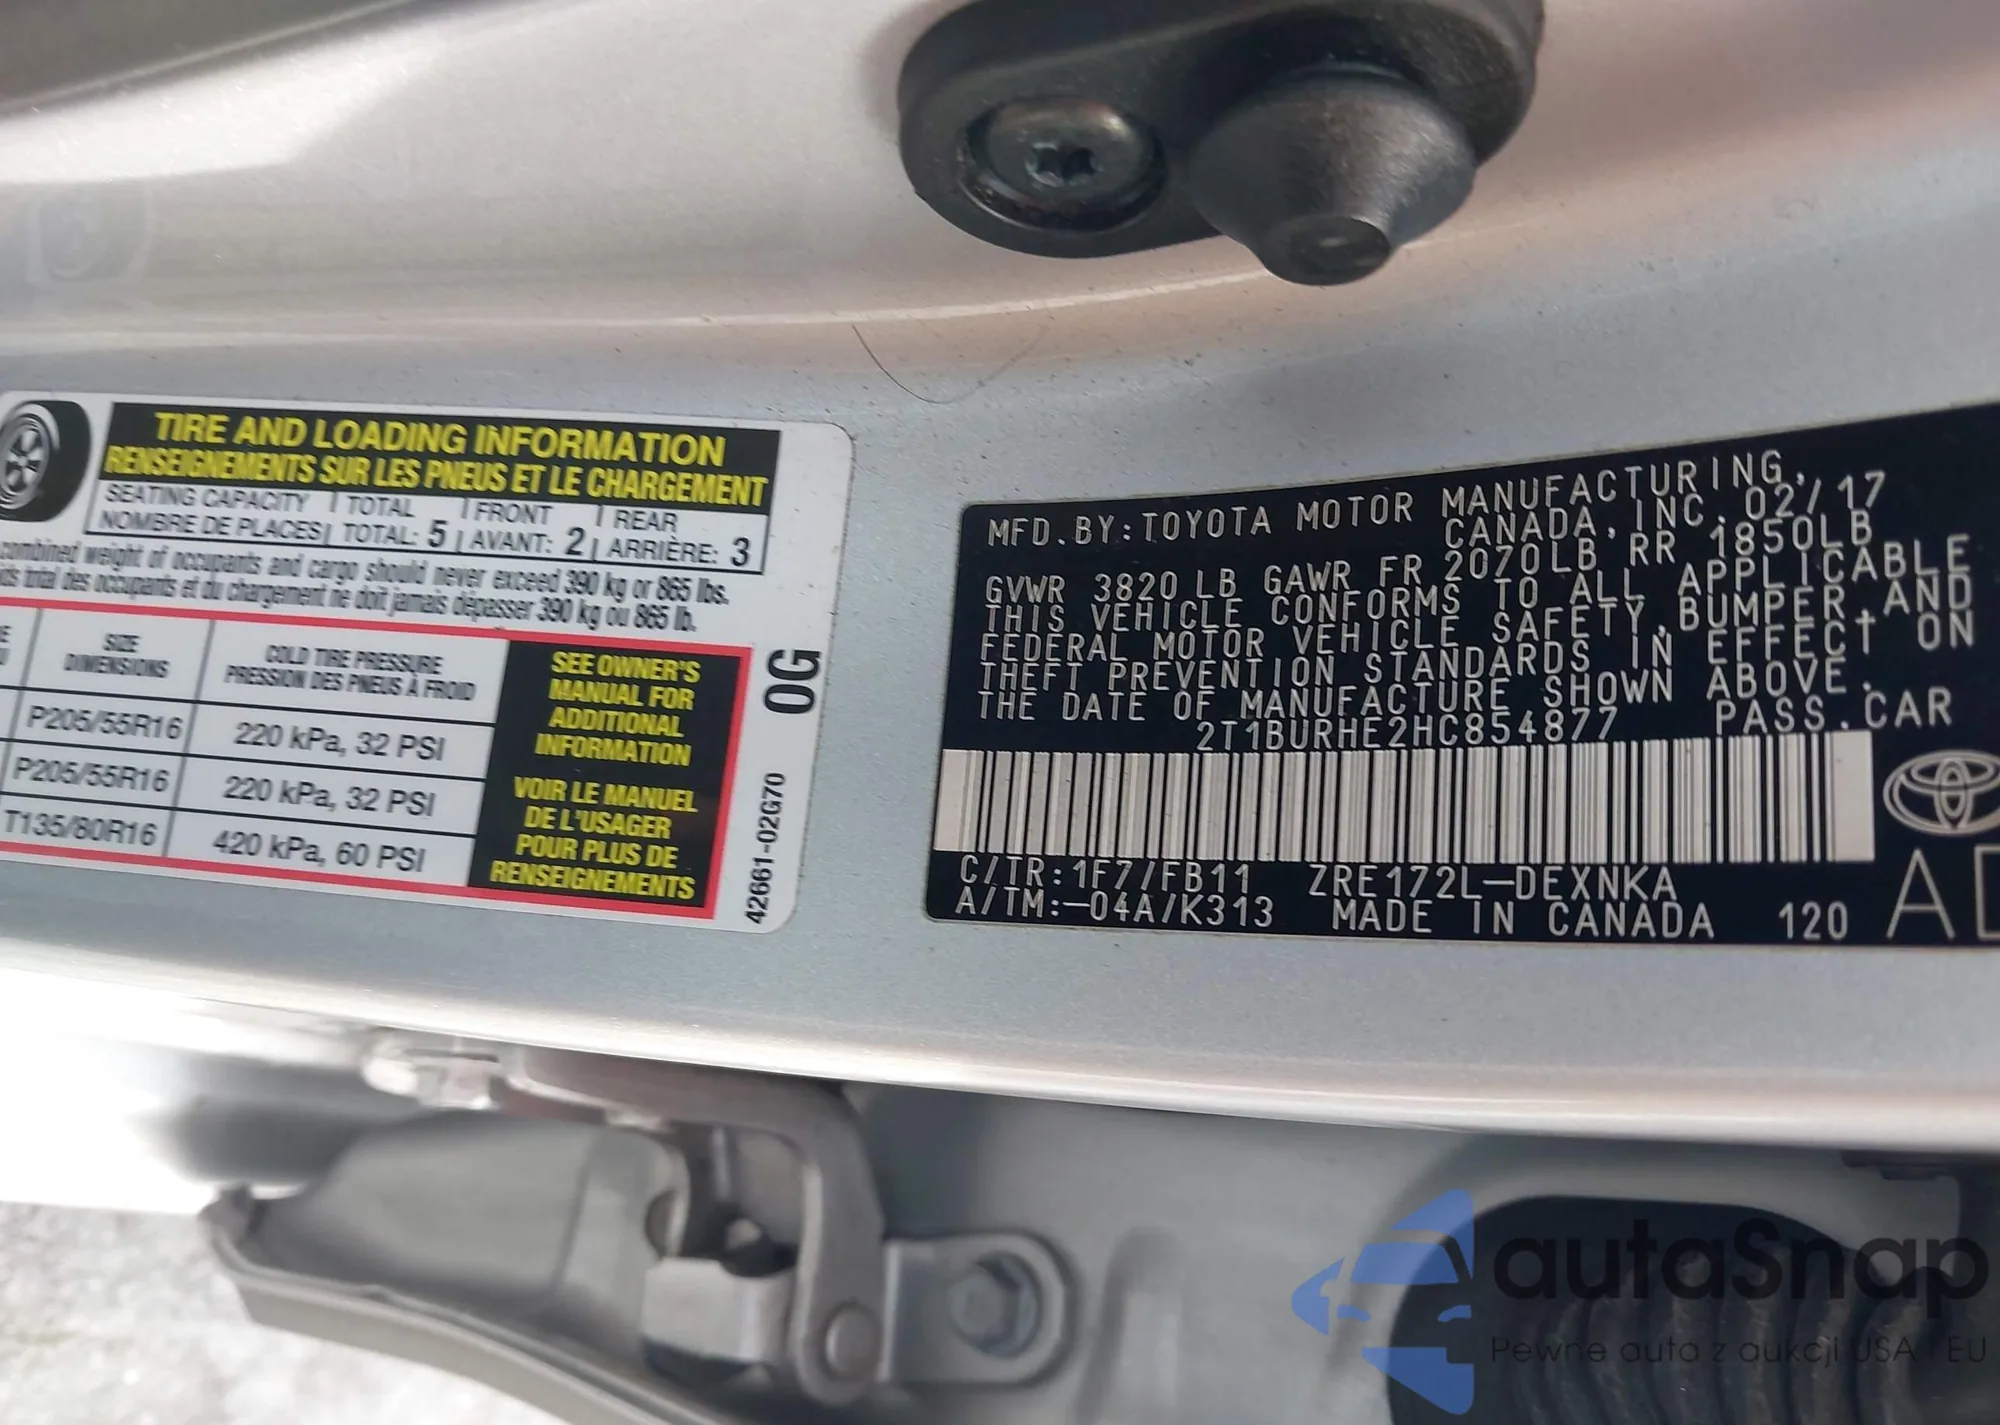 TIRE AND LOADING INFORMATION
RENSEIGNEMENTS SUR LES PNEUS ET LE CHARGEMENT
SEATING CAPACITY TOTAL FRONT REAR
NOMBRE DE PLACES TOTAL: 5 AVANT: 2 ARRIÈRE: 3
combined weight of occupants and cargo should never exceed 390 kg or 865 lbs.
total des occupants et du chargement ne doit jamais dépasser 390 kg ou 865 lb.
SIZE
DIMENSIONS
COLD TIRE PRESSURE
PRESSION DES PNEUS À FROID
P205/55R16 220 kPa, 32 PSI
P205/55R16 220 kPa, 32 PSI
T135/80R16 420 kPa, 60 PSI
SEE OWNER'S
MANUAL FOR
ADDITIONAL
INFORMATION
VOIR LE MANUEL
DE L'USAGER
POUR PLUS DE
RENSEIGNEMENTS
0G
42661-02G70
MFD.BY:TOYOTA MOTOR MANUFACTURING,
CANADA, INC. 02/17
GVWR 3820 LB GAWR FR 2070LB RR 1850LB
THIS VEHICLE CONFORMS TO ALL APPLICABLE
FEDERAL MOTOR VEHICLE SAFETY, BUMPER, AND
THEFT PREVENTION STANDARDS IN EFFECT ON
THE DATE OF MANUFACTURE SHOWN ABOVE.
2T1BURHE2HC854877 PASS.CAR
C/TR:1F7/FB11 ZRE172L-DEXNKA
A/TM:-04A/K313 MADE IN CANADA 120
A
autaSnap
Pewne auta z aukcji USA i EU